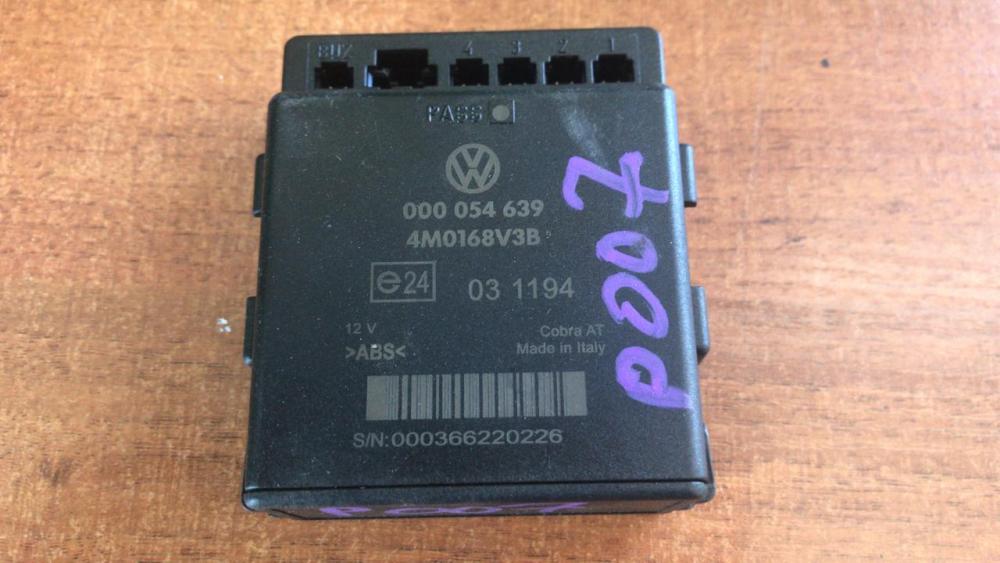 BUZ 4 3 2 1
PASS
000 054 639
4M0168V3B
e24 03 1194
12 V
>ABS<
Cobra AT
Made in Italy
S/N:000366220226
P007
P007